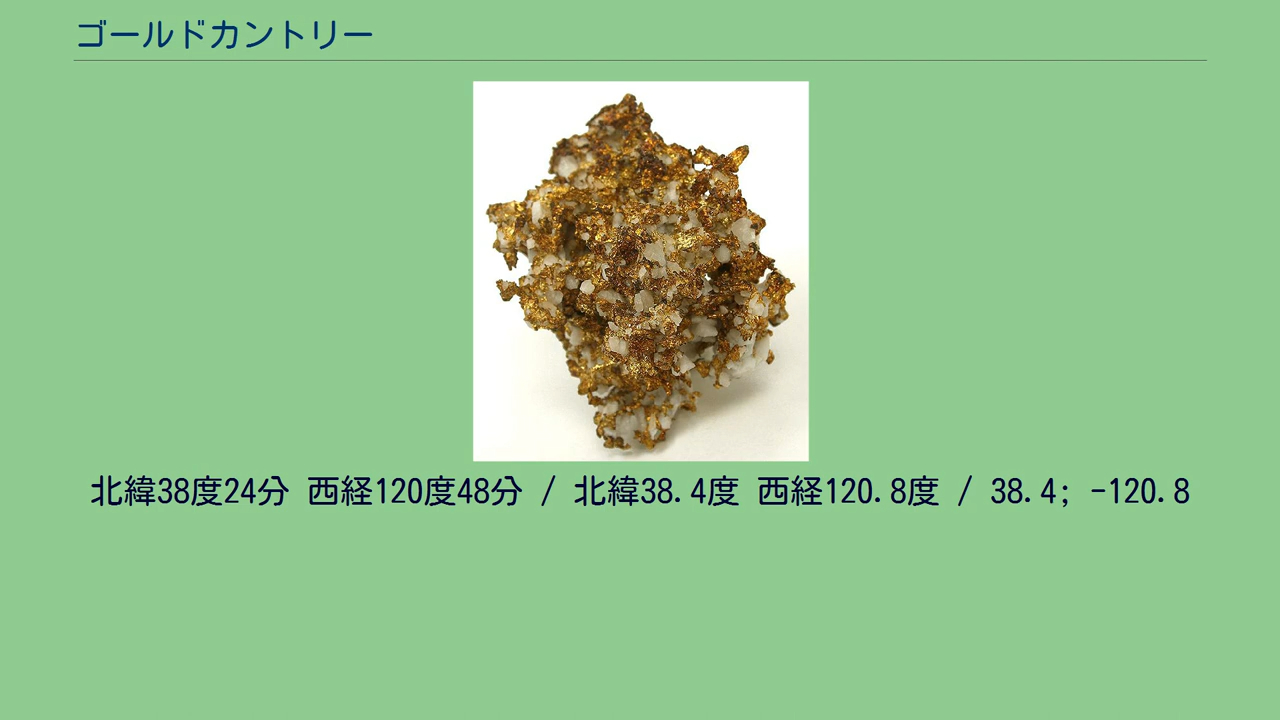 ゴールドカントリー
北緯38度24分 西経120度48分 / 北緯38.4度 西経120.8度 / 38.4; -120.8